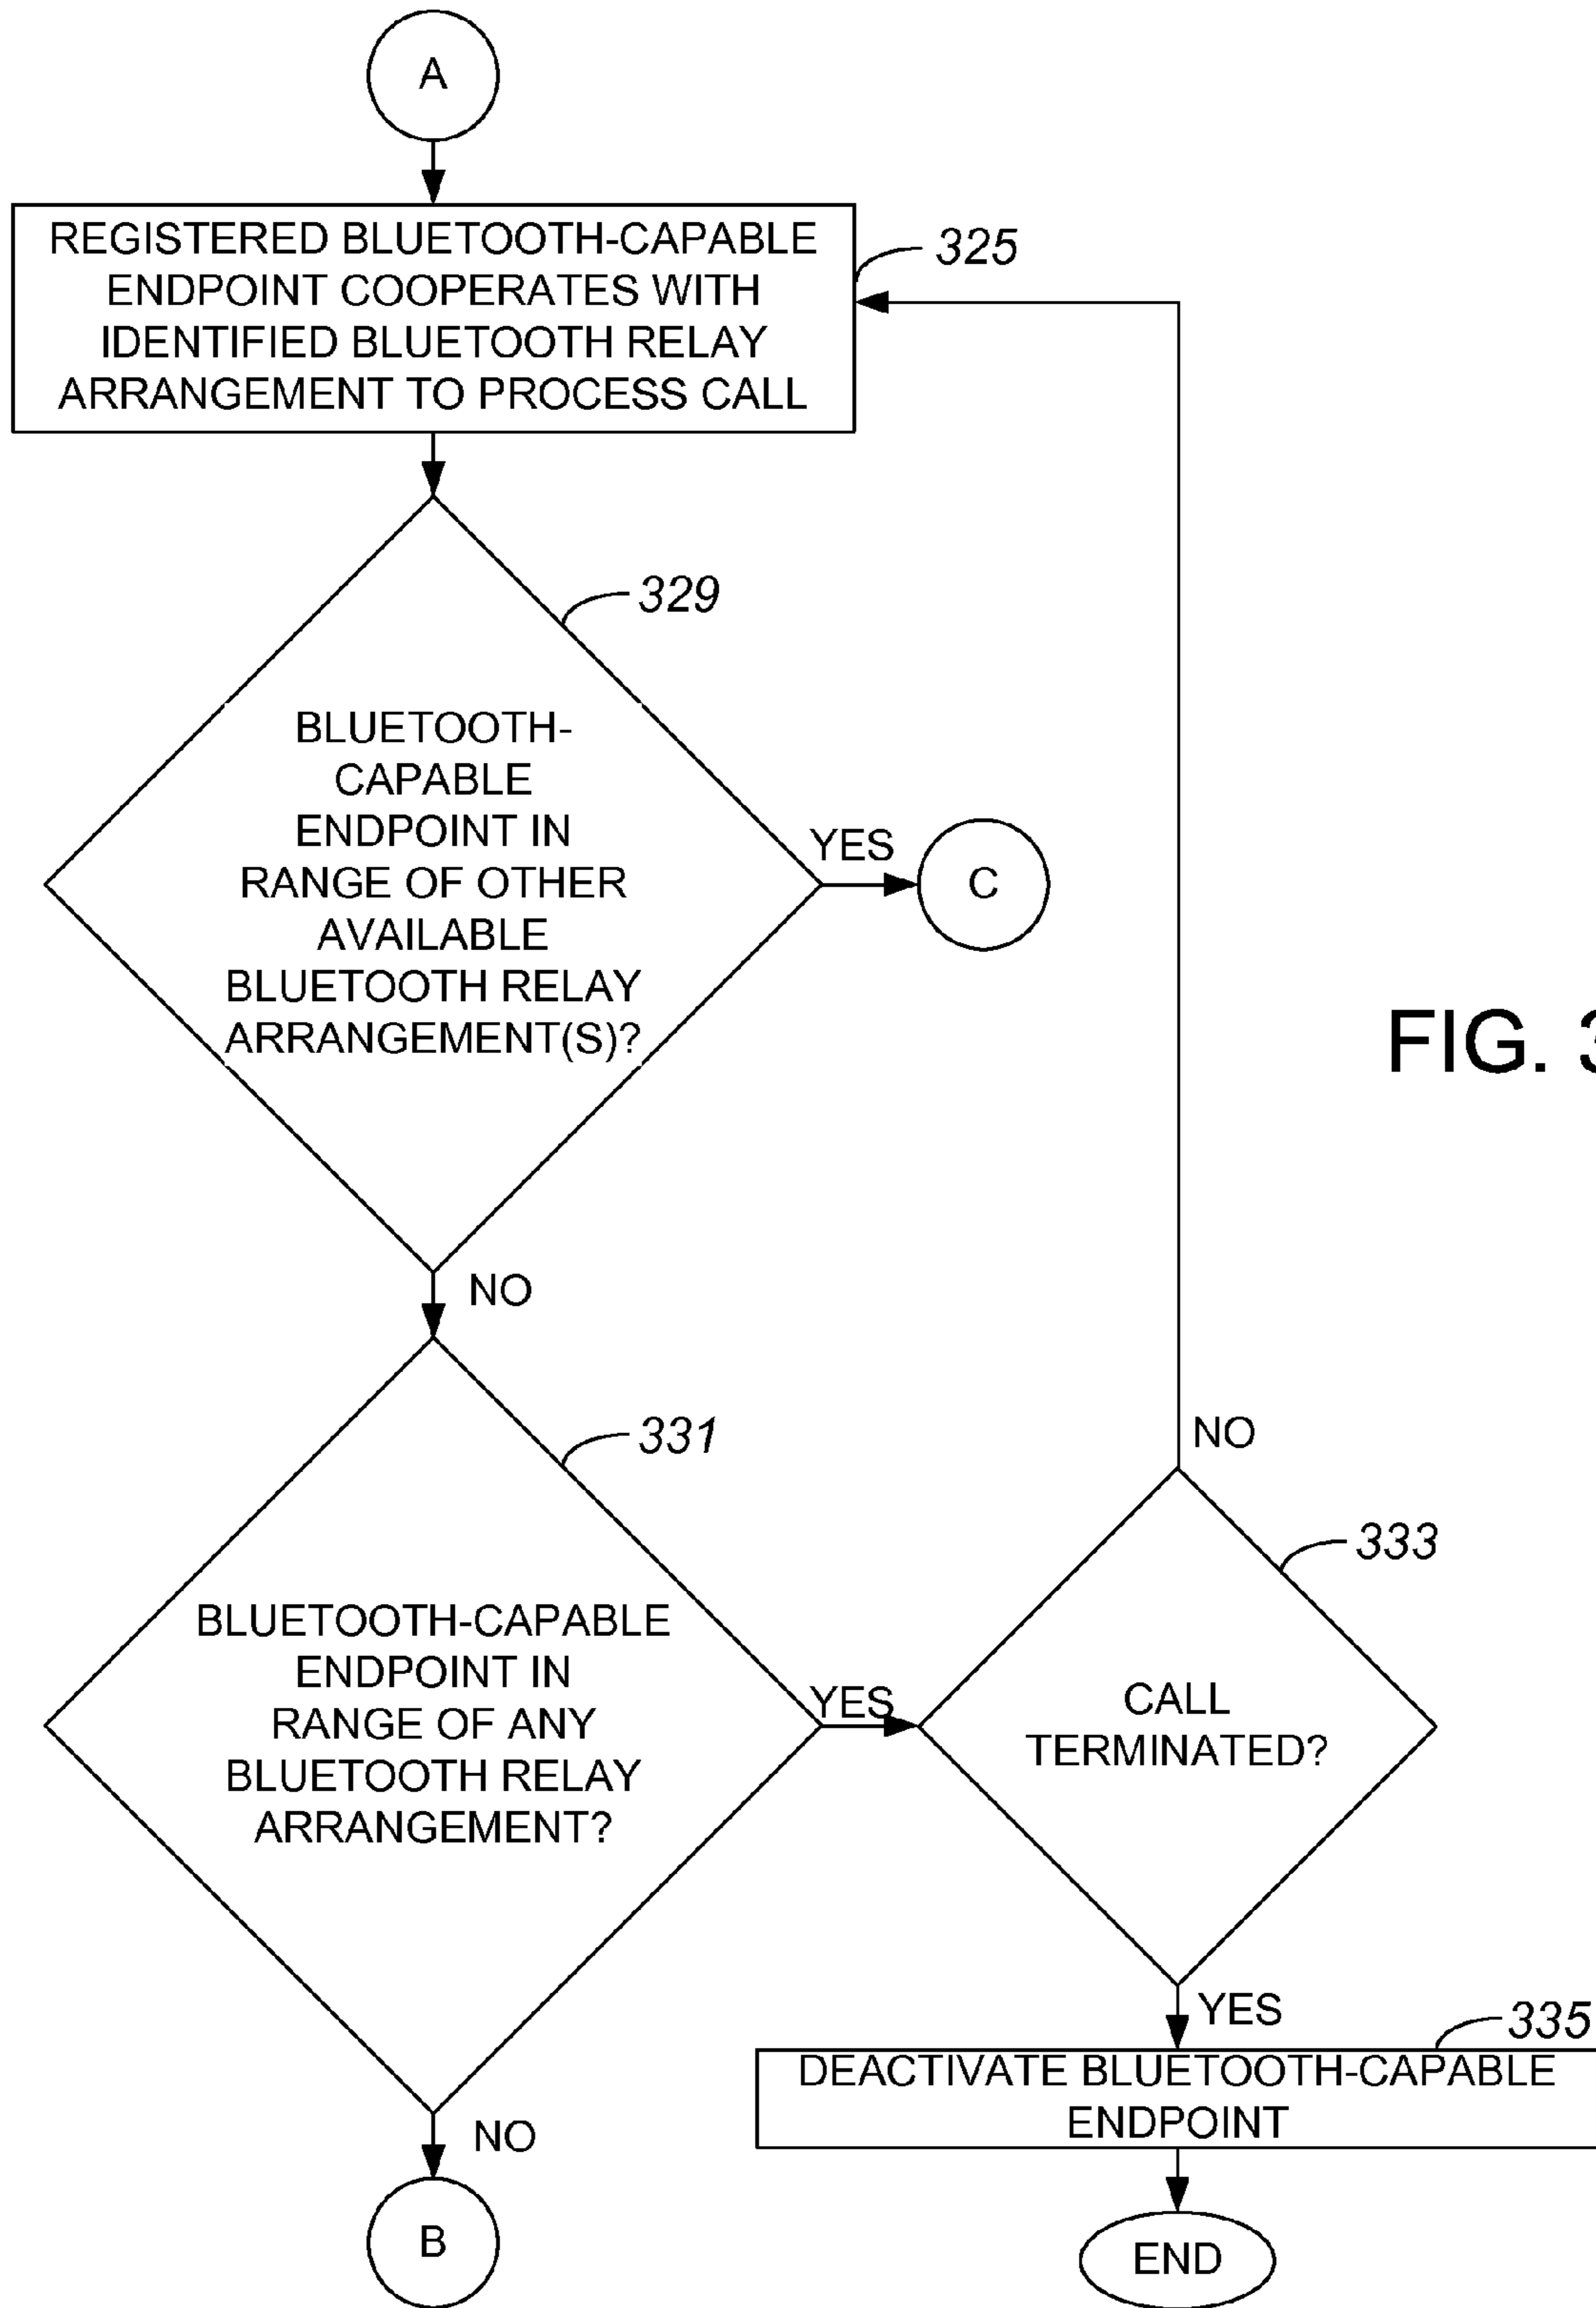 A
REGISTERED BLUETOOTH-CAPABLE
ENDPOINT COOPERATES WITH
IDENTIFIED BLUETOOTH RELAY
ARRANGEMENT TO PROCESS CALL
325
329
BLUETOOTH-
CAPABLE
ENDPOINT IN
RANGE OF OTHER
AVAILABLE
BLUETOOTH RELAY
ARRANGEMENT(S)?
YES
C
FIG.
NO
331
BLUETOOTH-CAPABLE
ENDPOINT IN
RANGE OF ANY
BLUETOOTH RELAY
ARRANGEMENT?
YES
NO
333
CALL
TERMINATED?
YES
335
DEACTIVATE BLUETOOTH-CAPABLE
ENDPOINT
NO
B
END